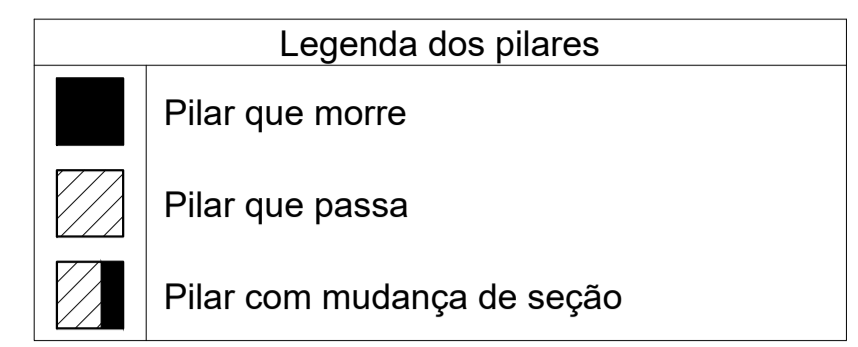 Legenda dos pilares
Pilar que morre
Pilar que passa
Pilar com mudança de seção